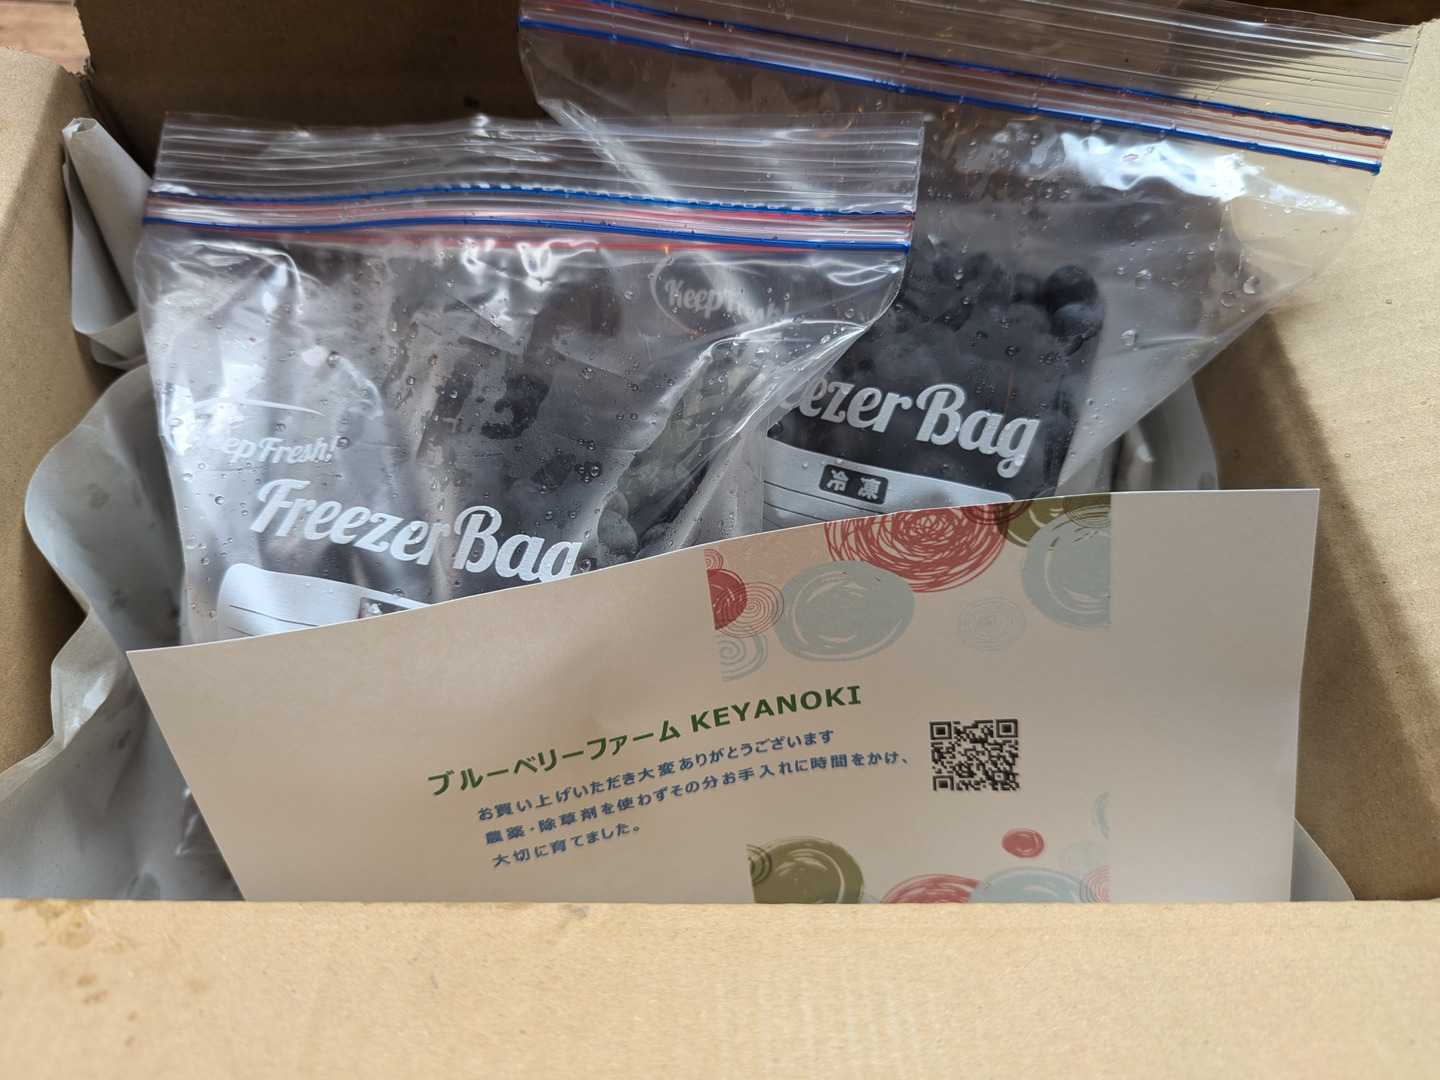 KeepFresh!
KeepFresh!
Freezer Bag
eezer Bag
冷凍
ブルーベリーファーム KEYANOKI
お買い上げいただき大変ありがとうございます
農薬・除草剤を使わずその分お手入れに時間をかけ、
大切に育てました。